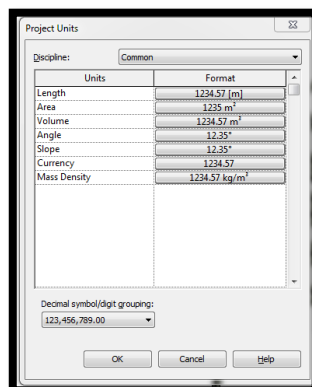 Project Units
Discipline: Common
Units Format
Length 1234.57 [m]
Area 1235 m²
Volume 1234.57 m³
Angle 12.35°
Slope 12.35°
Currency 1234.57
Mass Density 1234.57 kg/m³
Decimal symbol/digit grouping:
123,456,789.00
OK Cancel Help